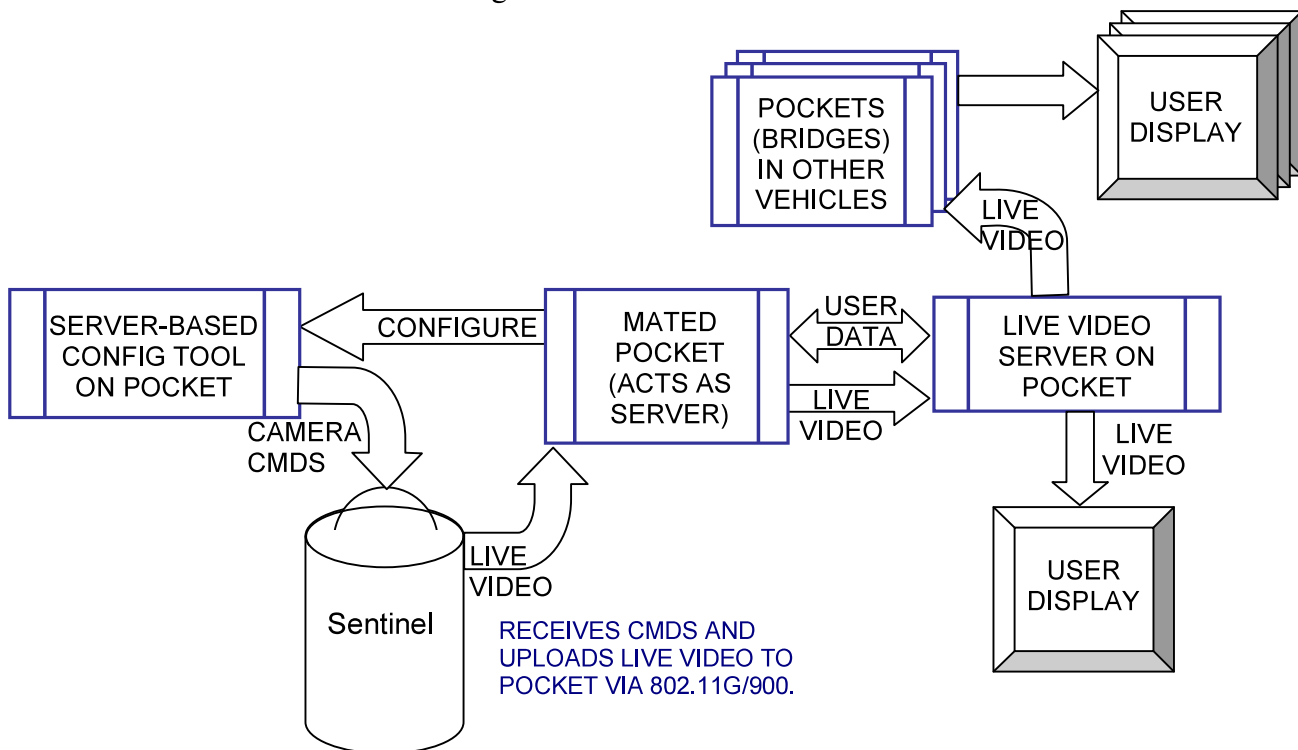 POCKETS
(BRIDGES)
IN OTHER
VEHICLES
USER
DISPLAY
LIVE
VIDEO
SERVER-BASED
CONFIG TOOL
ON POCKET
CONFIGURE
MATED
POCKET
(ACTS AS
SERVER)
USER
DATA
LIVE
VIDEO
LIVE VIDEO
SERVER ON
POCKET
CAMERA
CMDS
LIVE
VIDEO
LIVE
VIDEO
Sentinel
USER
DISPLAY
RECEIVES CMDS AND
UPLOADS LIVE VIDEO TO
POCKET VIA 802.11G/900.